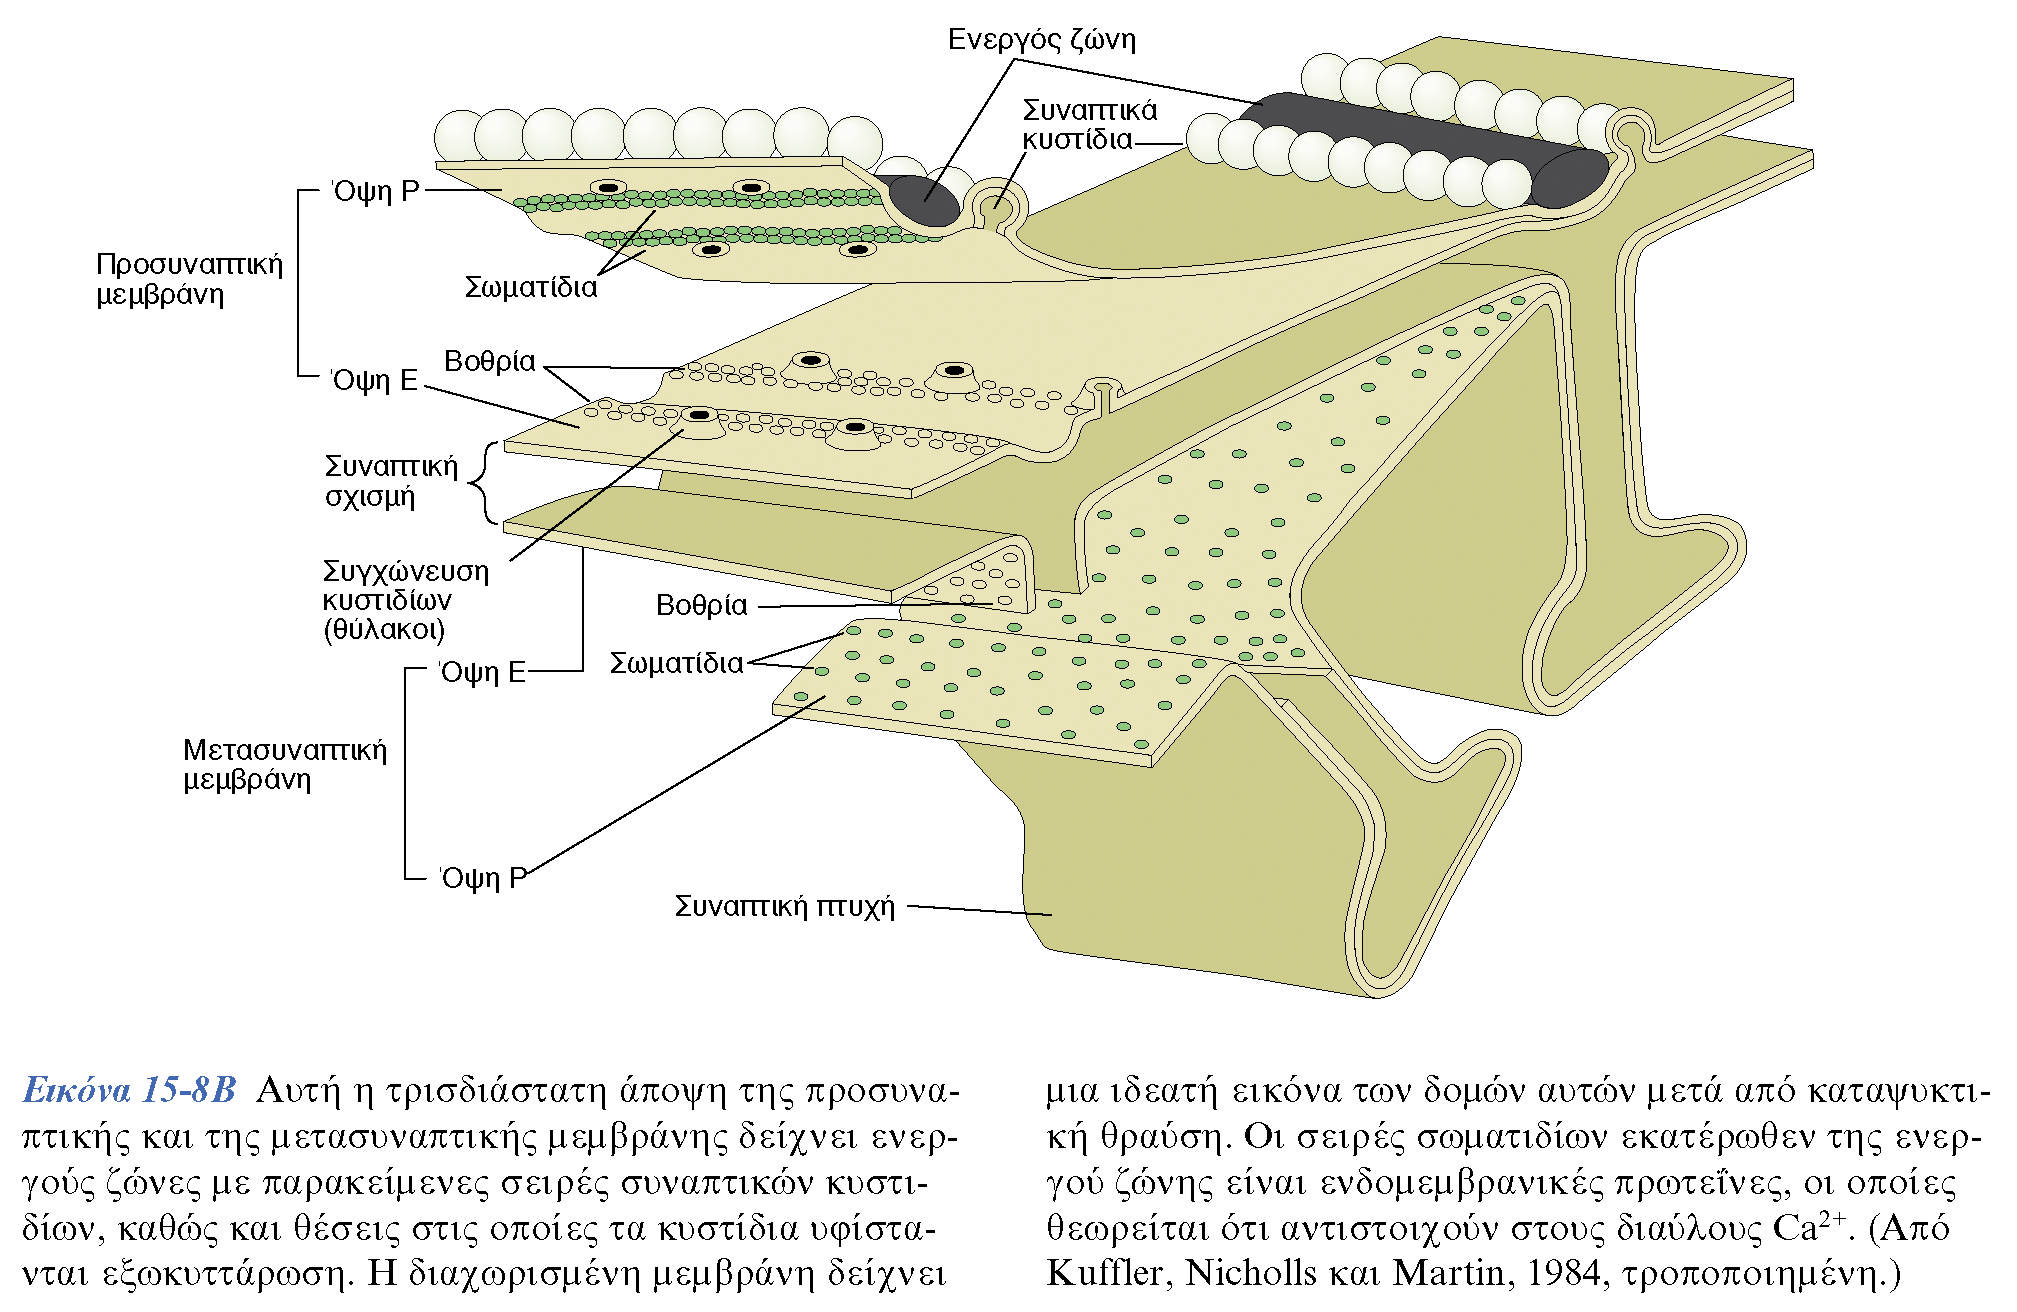 Ενεργός ζώνη
Συναπτικά
κυστίδια
Όψη P
Προσυναπτική
μεμβράνη
Σωματίδια
Βοθρία
Όψη E
Συναπτική
σχισμή
Συγχώνευση
κυστιδίων
(θύλακοι)
Βοθρία
Σωματίδια
Όψη E
Μετασυναπτική
μεμβράνη
Όψη P
Συναπτική πτυχή
Εικόνα 15-8B Αυτή η τρισδιάστατη άποψη της προσυνα-
πτικής και της μετασυναπτικής μεμβράνης δείχνει ενερ-
γούς ζώνες με παρακείμενες σειρές συναπτικών κυστι-
δίων, καθώς και θέσεις στις οποίες τα κυστίδια υφίστα-
νται εξωκυττάρωση. Η διαχωρισμένη μεμβράνη δείχνει
μια ιδεατή εικόνα των δομών αυτών μετά από καταψυκτι-
κή θραύση. Οι σειρές σωματιδίων εκατέρωθεν της ενερ-
γού ζώνης είναι ενδομεμβρανικές πρωτεΐνες, οι οποίες
θεωρείται ότι αντιστοιχούν στους διαύλους Ca²⁺. (Από
Kuffler, Nicholls και Martin, 1984, τροποποιημένη.)